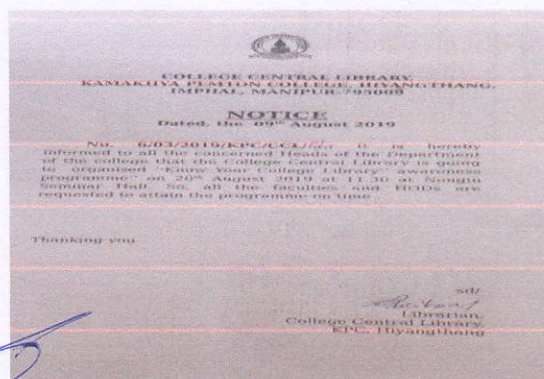 COLLEGE CENTRAL LIBRARY,
KAMAKHYA PEMTON COLLEGE, HIYANGTHANG,
IMPHAL, MANIPUR-795009
NOTICE
Dated, the 09th August 2019
No. 6/03/2019/KPC/CCL/ it is hereby
informed to all the concerned Heads of the Department
of the college that the College Central Library is going
to organised "Know Your College Library" awareness
programme" on 20th August 2019 at 11.30 at
Seminar Hall. So, all the faculties and HODs are
requested to attain the programme on time
Thanking you
sd/
Librarian,
College Central Library
KPC, Hiyangthang